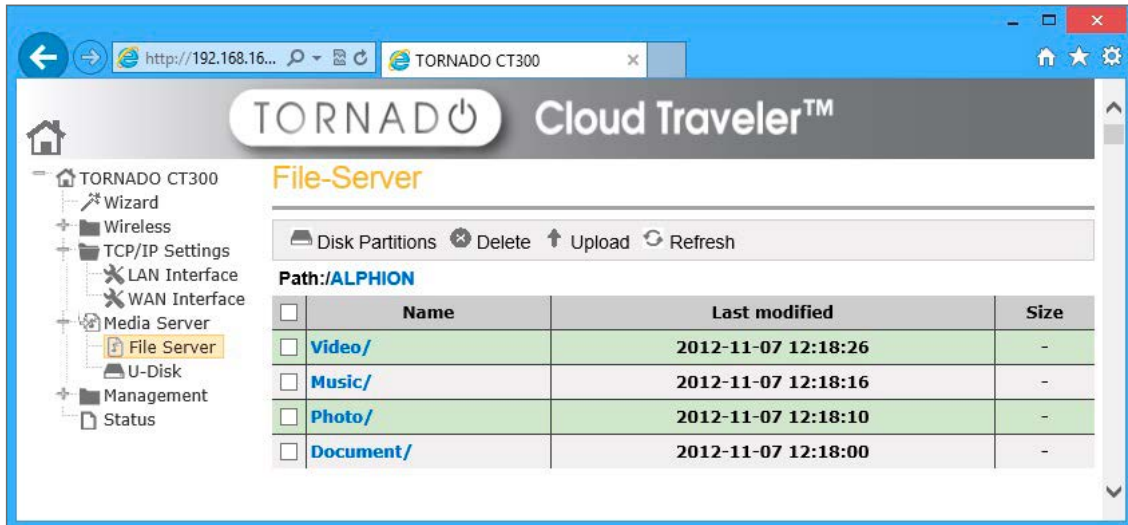 http://192.168.16... TORNADO CT300
TORNADO Cloud Traveler™
TORNADO CT300
Wizard
Wireless
TCP/IP Settings
LAN Interface
WAN Interface
Media Server
File Server
U-Disk
Management
Status
File-Server
Disk Partitions Delete Upload Refresh
Path:/ALPHION
Name Last modified Size
Video/ 2012-11-07 12:18:26 -
Music/ 2012-11-07 12:18:16 -
Photo/ 2012-11-07 12:18:10 -
Document/ 2012-11-07 12:18:00 -